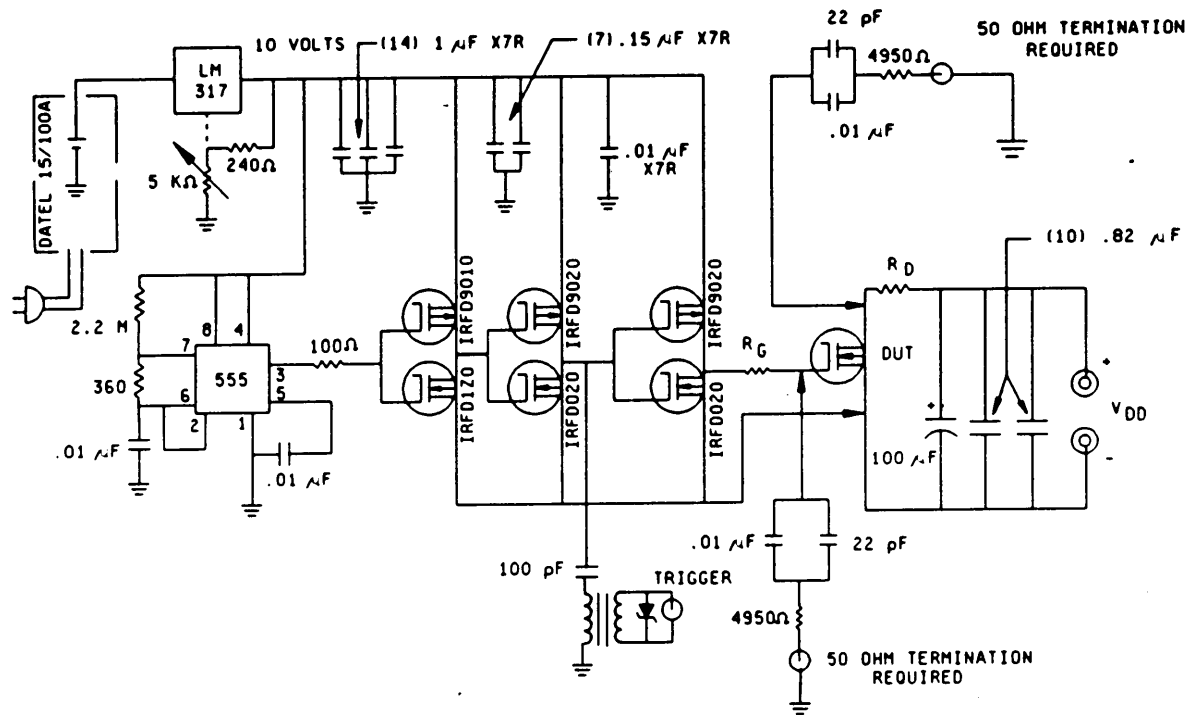 22 pF
50 OHM TERMINATION
REQUIRED
10 VOLTS
(14) 1 µF X7R
(7).15 µF X7R
4950Ω
LM
317
.01 µF
DATEL 15/100A
240Ω
5 KΩ
.01 µF
X7R
(10) .82 µF
R D
IRFD9010
IRFD9020
IRFD9020
2.2 M
8
4
7
100Ω
R G
DUT
555
3
360
6
5
+
+
V DD
2
1
IRFD1Z0
IRFD020
IRFD020
.01 µF
.01 µF
100 µF
-
.01 µF
22 pF
100 pF
TRIGGER
4950Ω
50 OHM TERMINATION
REQUIRED